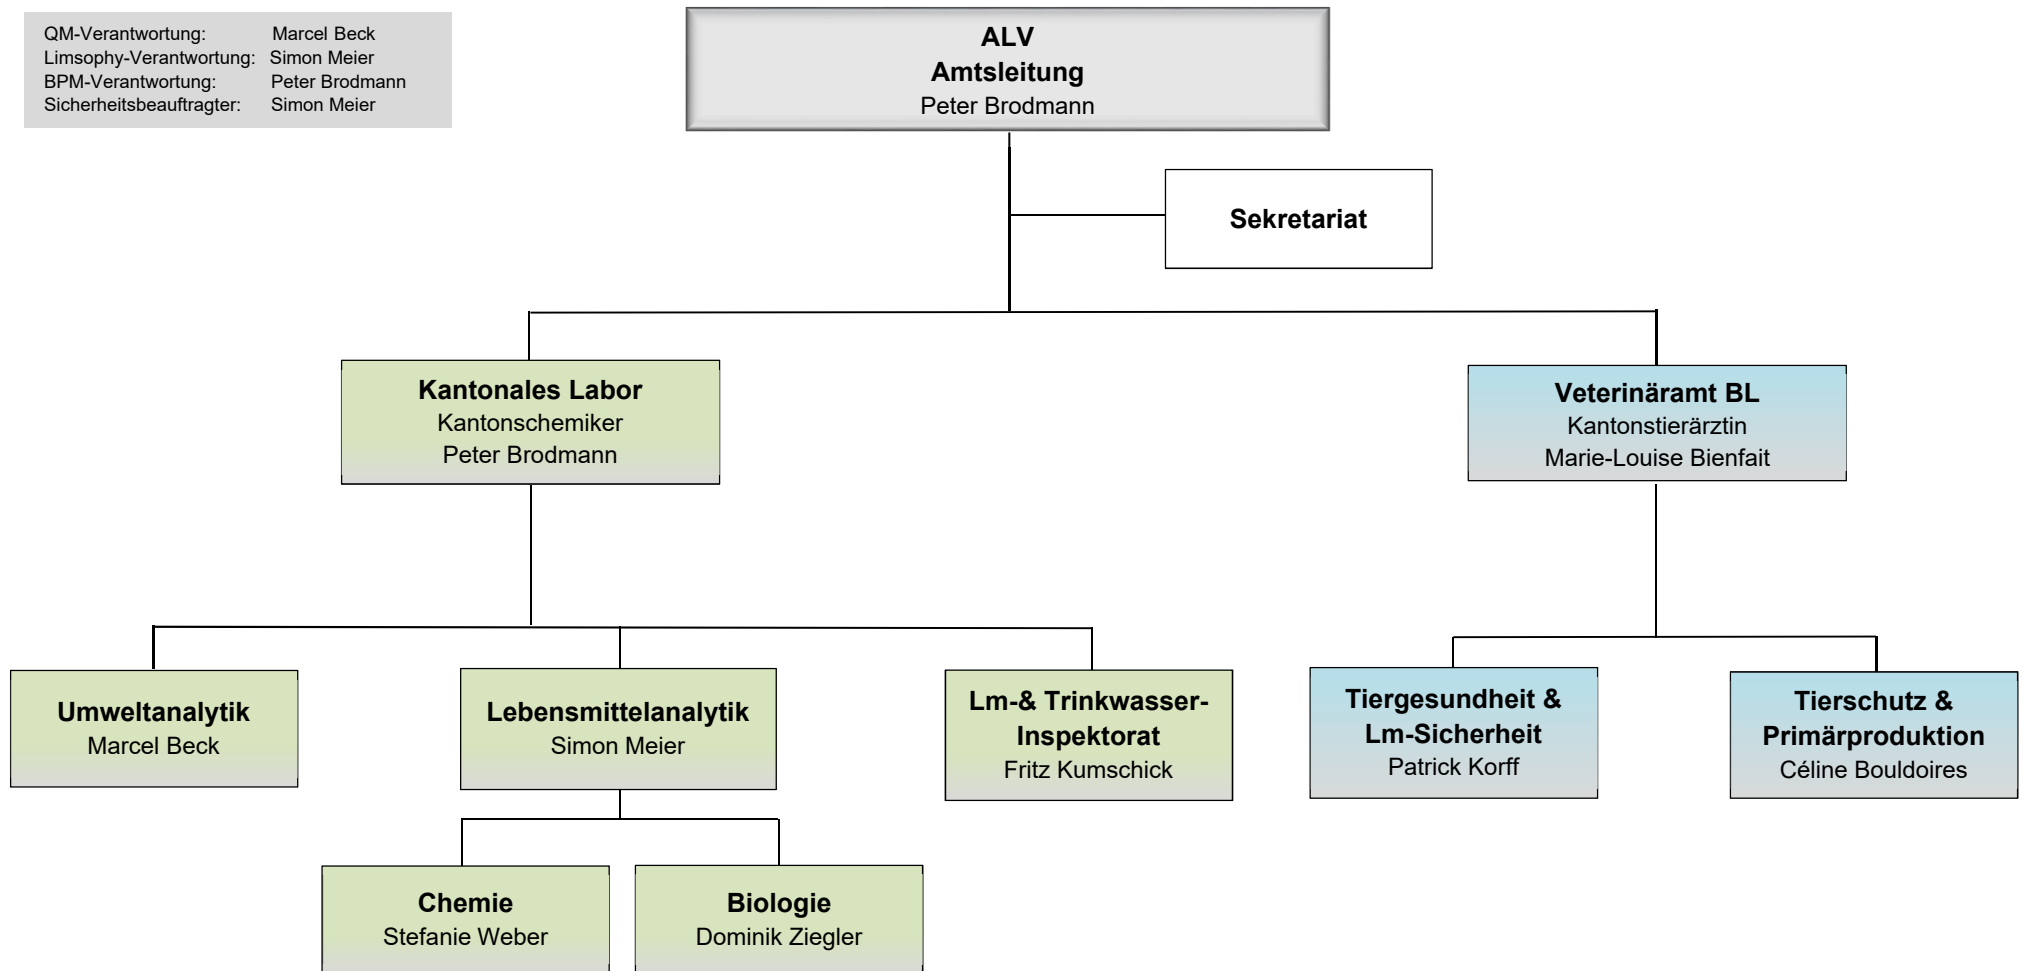 QM-Verantwortung: Marcel Beck
Limsophy-Verantwortung: Simon Meier
BPM-Verantwortung: Peter Brodmann
Sicherheitsbeauftragter: Simon Meier
ALV
Amtsleitung
Peter Brodmann
Sekretariat
Kantonales Labor
Kantonschemiker
Peter Brodmann
Veterinäramt BL
Kantonstierärztin
Marie-Louise Bienfait
Umweltanalytik
Marcel Beck
Lebensmittelanalytik
Simon Meier
Lm-& Trinkwasser-
Inspektorat
Fritz Kumschick
Tiergesundheit &
Lm-Sicherheit
Patrick Korff
Tierschutz &
Primärproduktion
Céline Bouldoires
Chemie
Stefanie Weber
Biologie
Dominik Ziegler